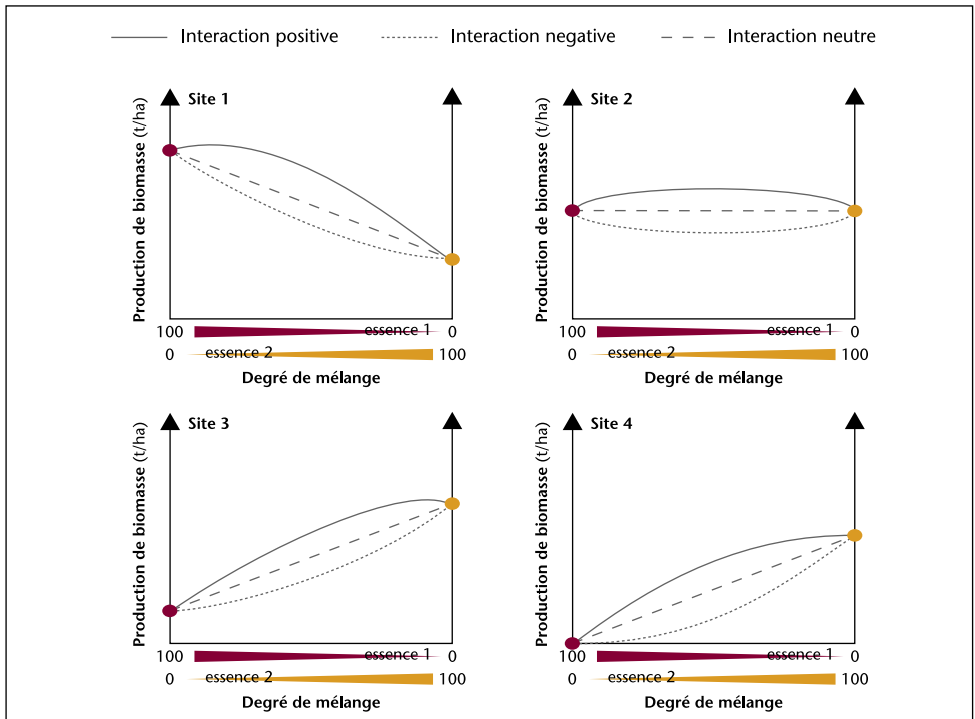 Interaction positive Interaction negative Interaction neutre
Site 1
Production de biomasse (t/ha)
100 essence 1 0
0 essence 2 100
Degré de mélange
Site 2
Production de biomasse (t/ha)
100 essence 1 0
0 essence 2 100
Degré de mélange
Site 3
Production de biomasse (t/ha)
100 essence 1 0
0 essence 2 100
Degré de mélange
Site 4
Production de biomasse (t/ha)
100 essence 1 0
0 essence 2 100
Degré de mélange